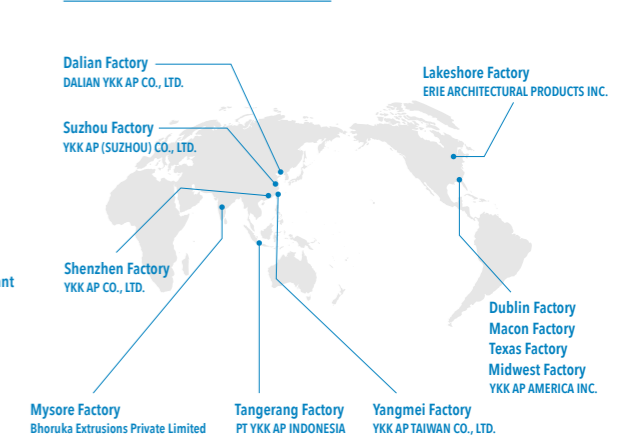 Dalian Factory
DALIAN YKK AP CO., LTD.
Lakeshore Factory
ERIE ARCHITECTURAL PRODUCTS INC.
Suzhou Factory
YKK AP (SUZHOU) CO., LTD.
Shenzhen Factory
YKK AP CO., LTD.
nt
Dublin Factory
Macon Factory
Texas Factory
Midwest Factory
YKK AP AMERICA INC.
Mysore Factory
Bhoruka Extrusions Private Limited
Tangerang Factory
PT YKK AP INDONESIA
Yangmei Factory
YKK AP TAIWAN CO., LTD.